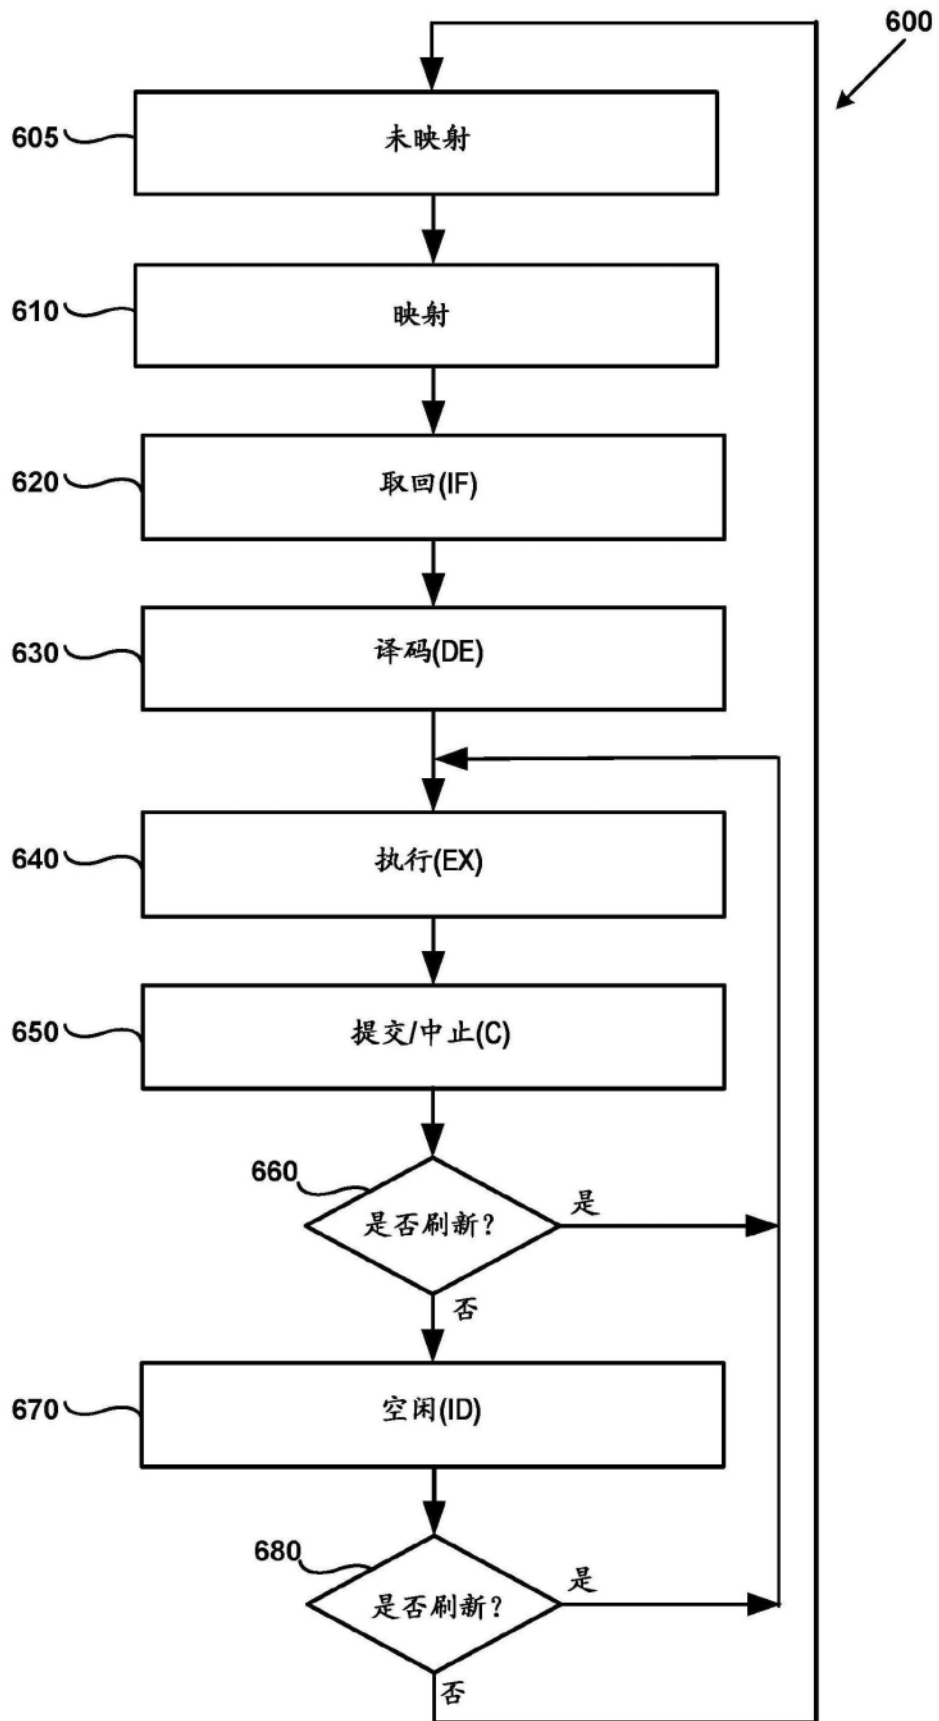 600
605
未映射
610
映射
620
取回(IF)
630
译码(DE)
640
执行(EX)
650
提交/中止(C)
660
是否刷新?
是
否
670
空闲(ID)
680
是否刷新?
是
否